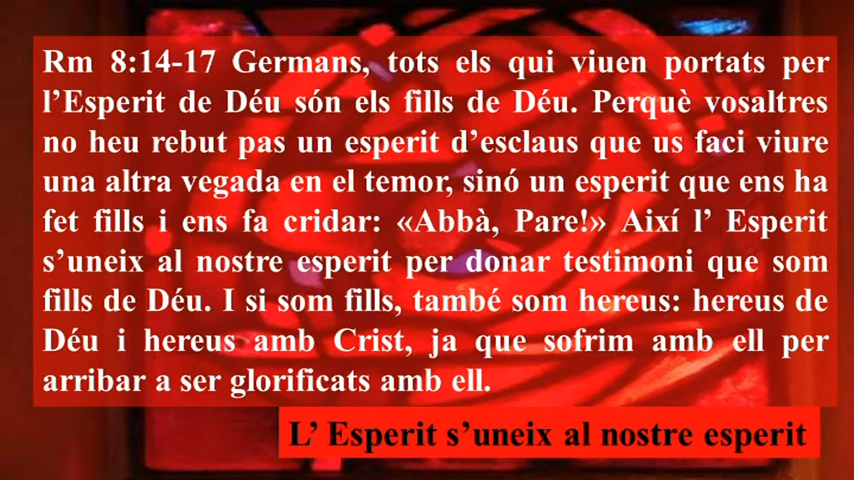 Rm 8:14-17 Germans, tots els qui viuen portats per
l’Esperit de Déu són els fills de Déu. Perquè vosaltres
no heu rebut pas un esperit d’esclaus que us faci viure
una altra vegada en el temor, sinó un esperit que ens ha
fet fills i ens fa cridar: «Abbà, Pare!» Així l’ Esperit
s’uneix al nostre esperit per donar testimoni que som
fills de Déu. I si som fills, també som hereus: hereus de
Déu i hereus amb Crist, ja que sofrim amb ell per
arribar a ser glorificats amb ell.
L’ Esperit s’uneix al nostre esperit